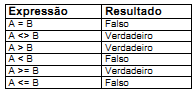 Expressão Resultado
A = B Falso
A <> B Verdadeiro
A > B Verdadeiro
A < B Falso
A >= B Verdadeiro
A <= B Falso